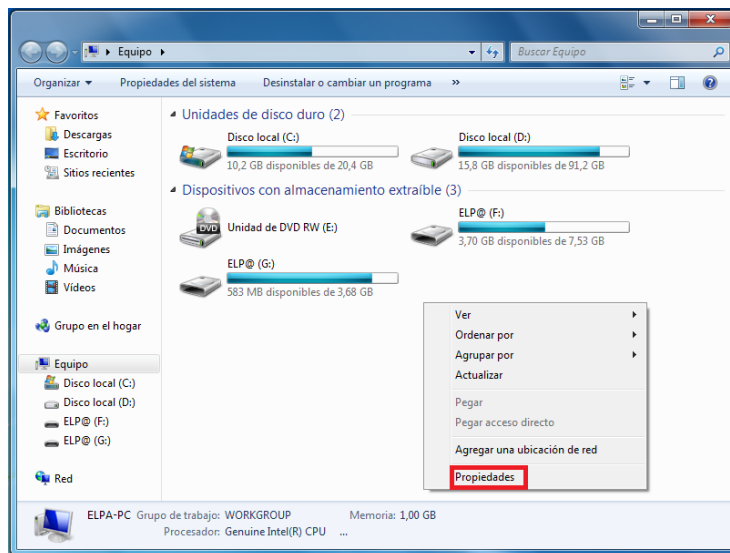 Equipo
Buscar Equipo
Organizar
Propiedades del sistema
Desinstalar o cambiar un programa
»
Favoritos
Descargas
Escritorio
Sitios recientes
Bibliotecas
Documentos
Imágenes
Música
Vídeos
Grupo en el hogar
Equipo
Disco local (C:)
Disco local (D:)
ELP@ (F:)
ELP@ (G:)
Red
Unidades de disco duro (2)
Disco local (C:)
10,2 GB disponibles de 20,4 GB
Disco local (D:)
15,8 GB disponibles de 91,2 GB
Dispositivos con almacenamiento extraíble (3)
DVD
Unidad de DVD RW (E:)
ELP@ (F:)
3,70 GB disponibles de 7,53 GB
ELP@ (G:)
583 MB disponibles de 3,68 GB
Ver
Ordenar por
Agrupar por
Actualizar
Pegar
Pegar acceso directo
Agregar una ubicación de red
Propiedades
ELPA-PC Grupo de trabajo: WORKGROUP Memoria: 1,00 GB
Procesador: Genuine Intel(R) CPU ...